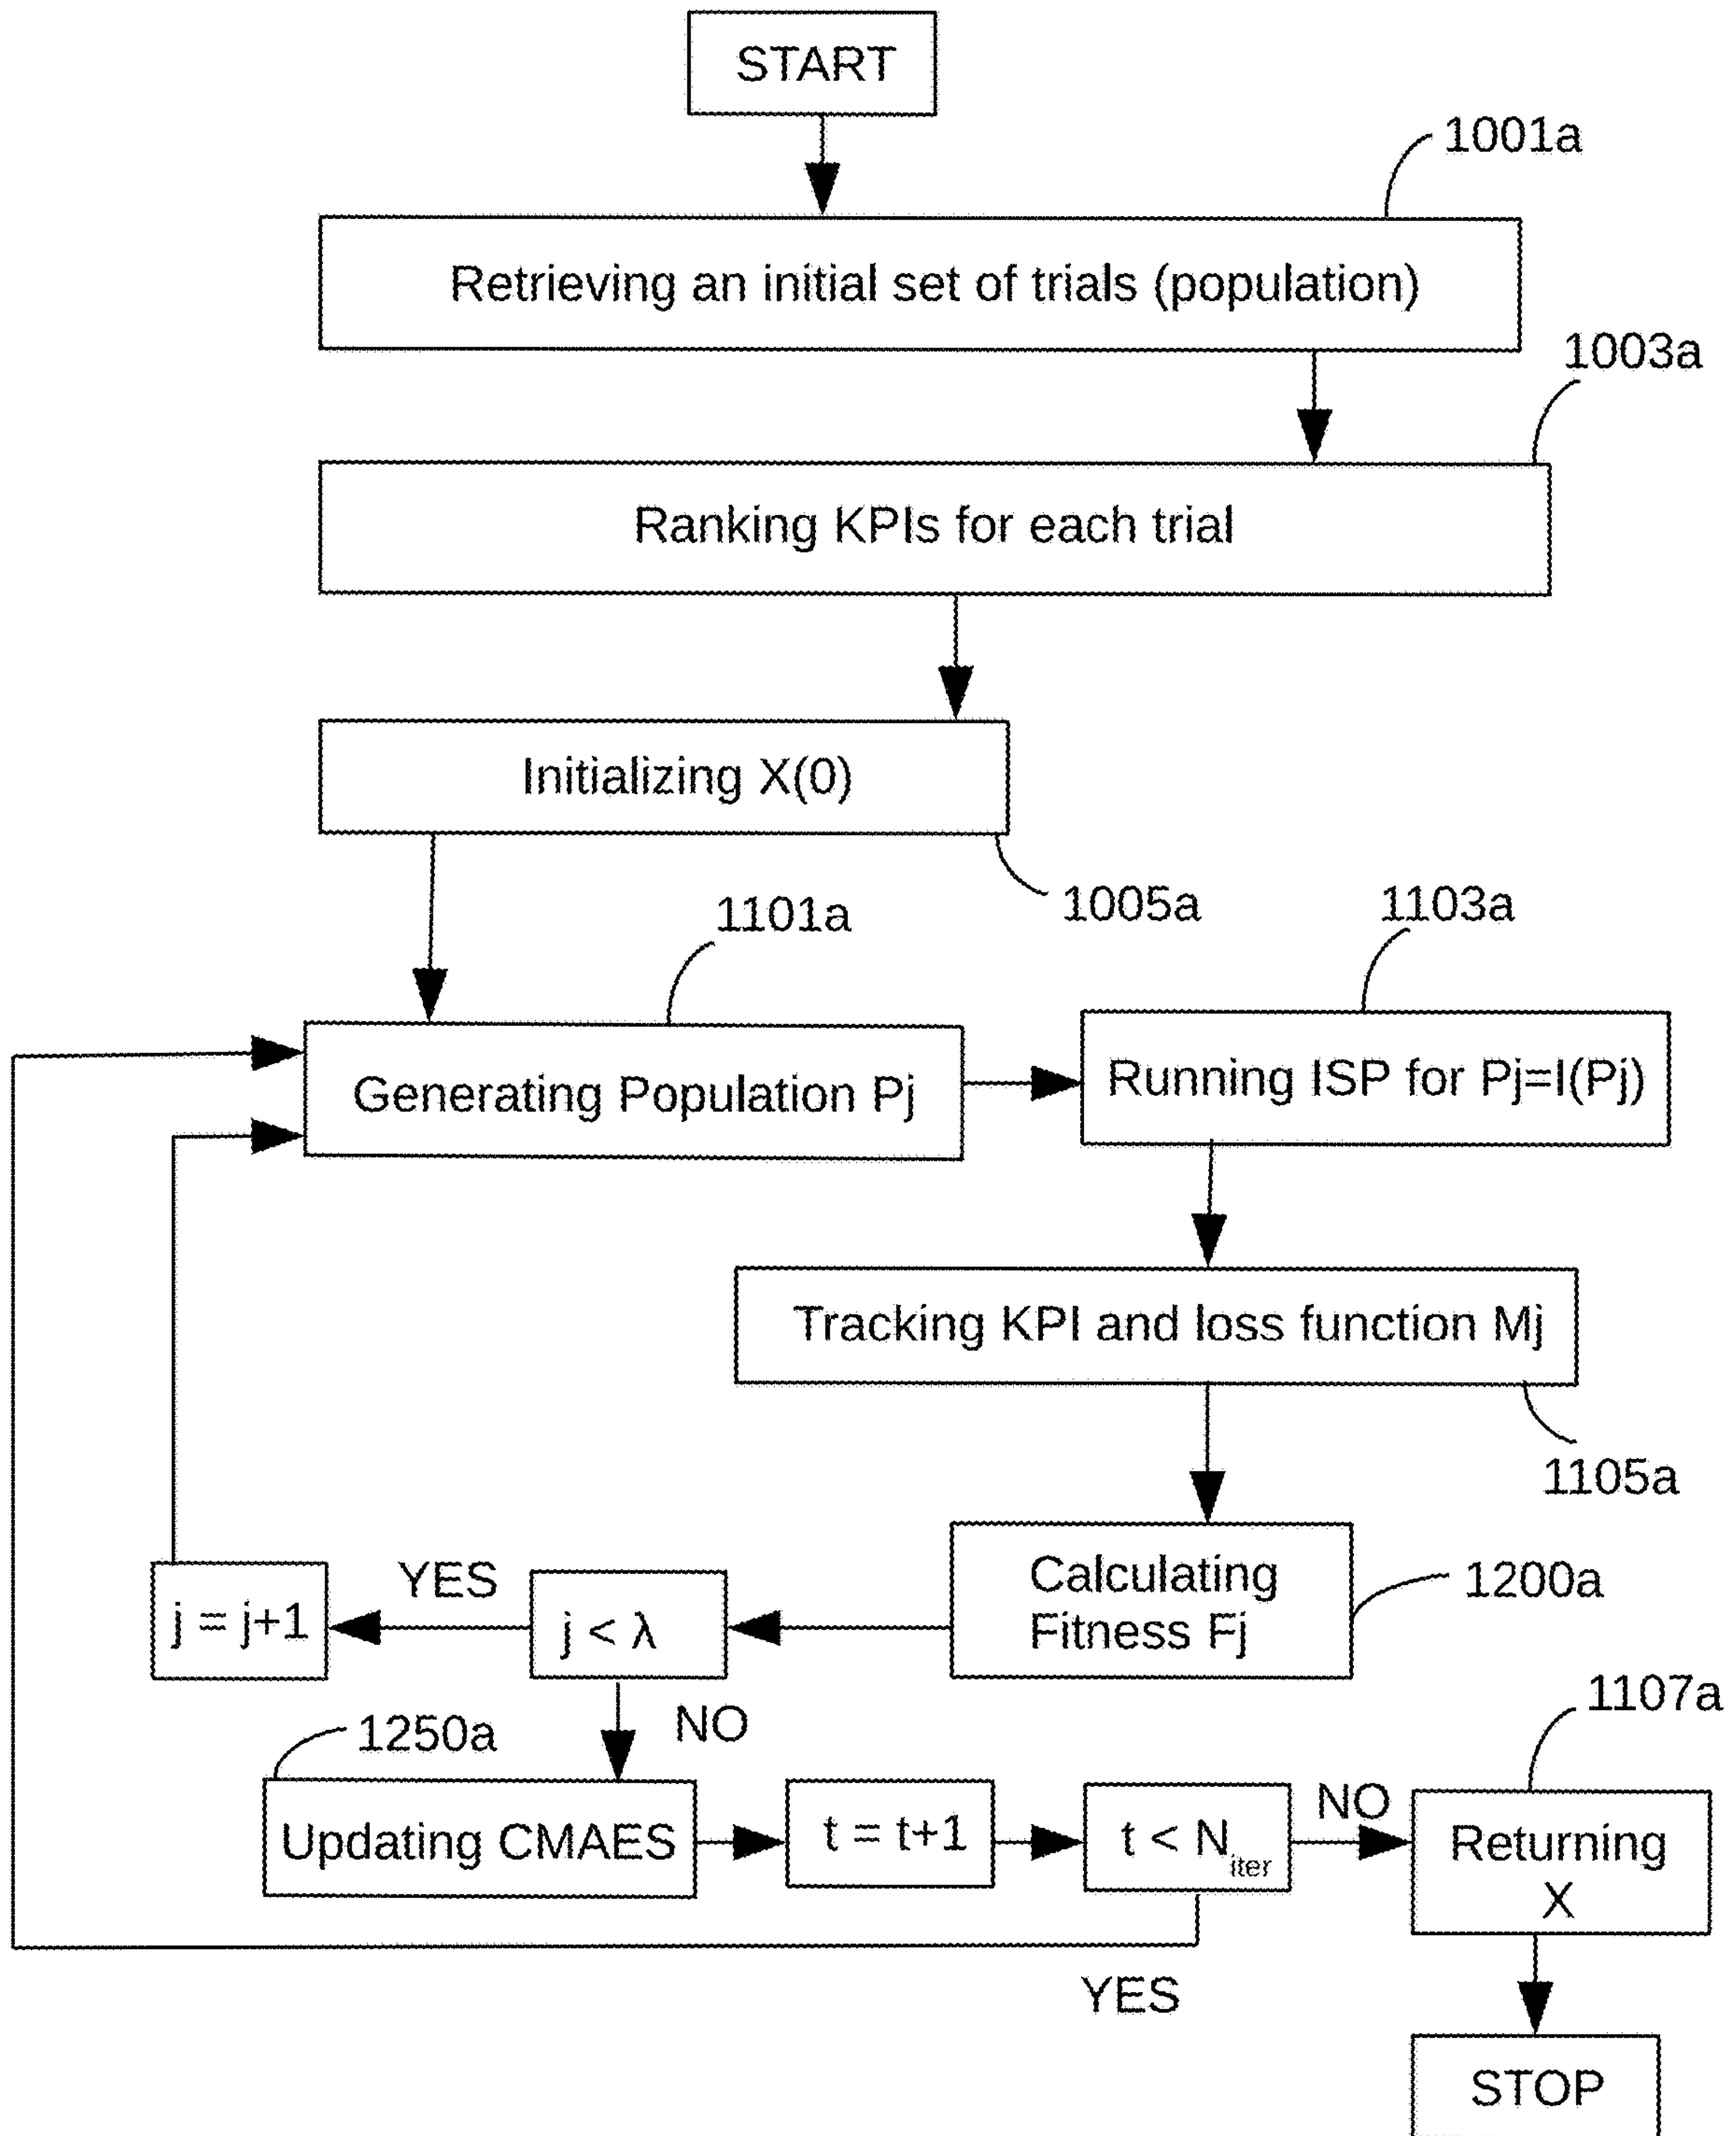 START
1001a
Retrieving an initial set of trials (population)
1003a
Ranking KPIs for each trial
Initializing X(0)
1005a
1101a
1103a
Generating Population Pj
Running ISP for Pj=I(Pj)
Tracking KPI and loss function Mj
1105a
Calculating
Fitness Fj
1200a
j < λ
YES
j = j+1
NO
1250a
Updating CMAES
t = t+1
t < Niter
NO
1107a
Returning
X
YES
STOP